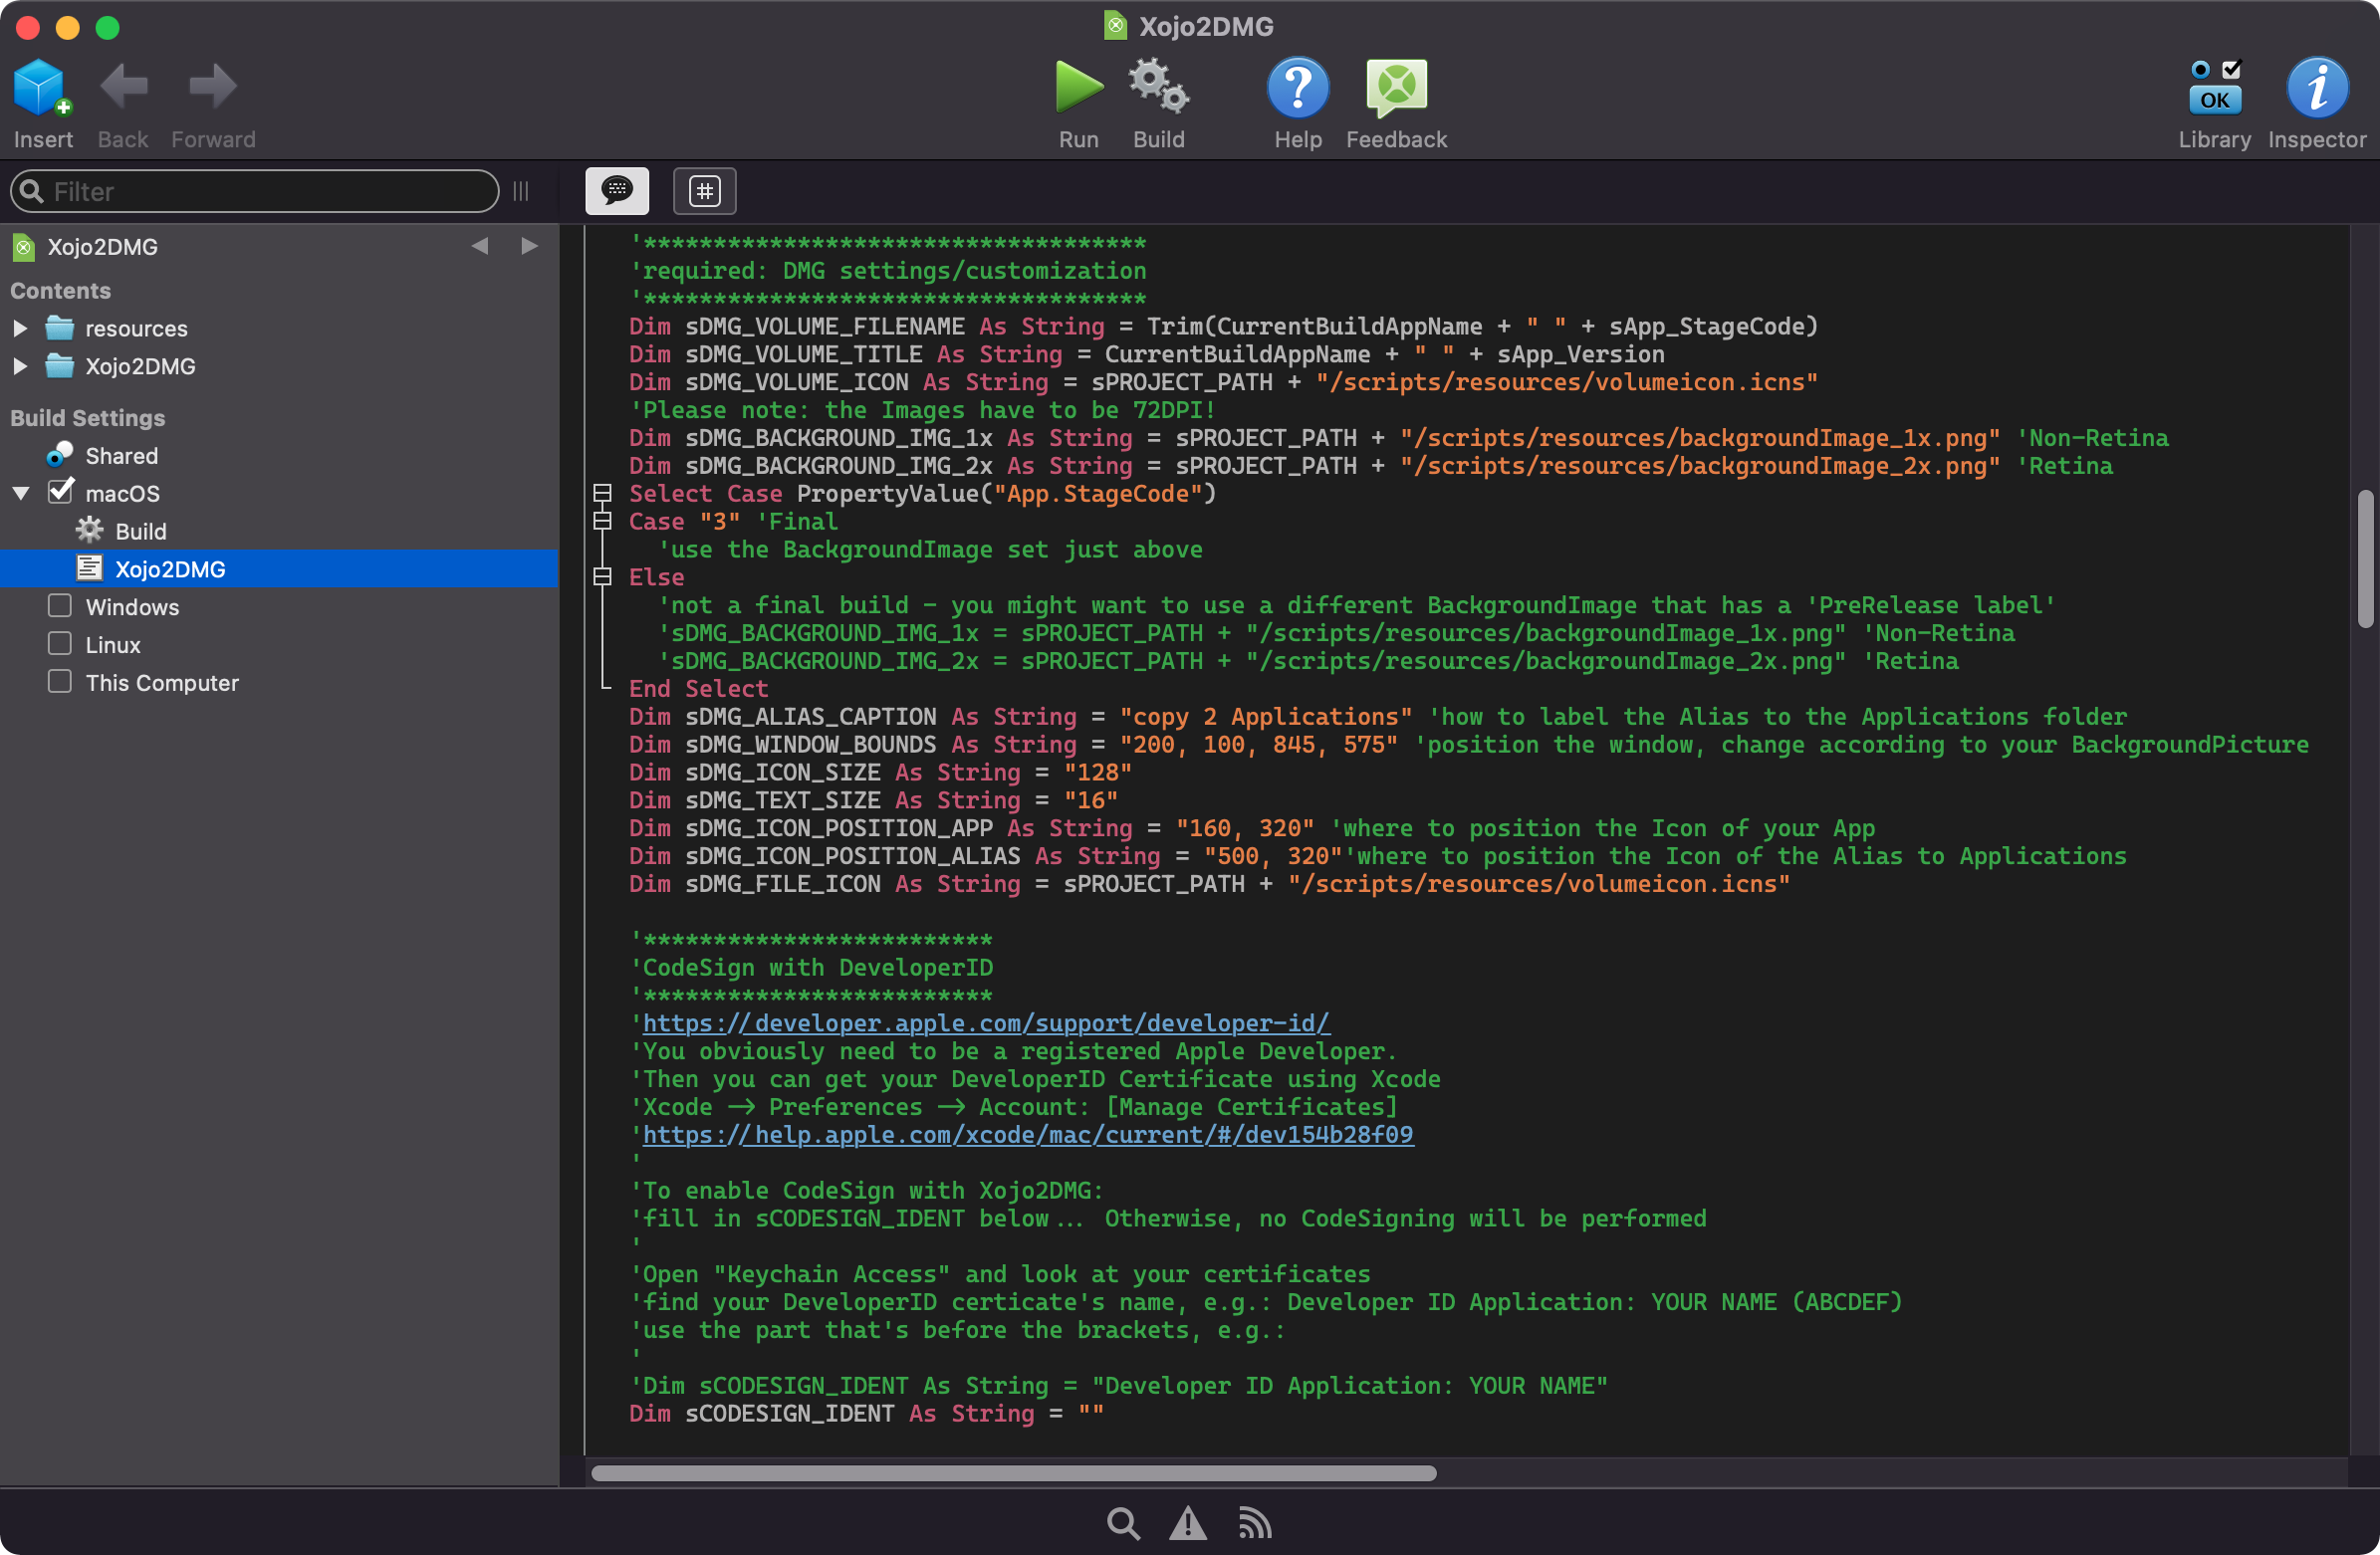 Xojo2DMG
Insert
Back
Forward
Run
Build
Help
Feedback
OK
Library
Inspector
Filter
Xojo2DMG
Contents
resources
Xojo2DMG
Build Settings
Shared
macOS
Build
Xojo2DMG
Windows
Linux
This Computer
'************************************
'required: DMG settings/customization
'************************************
Dim sDMG_VOLUME_FILENAME As String = Trim(CurrentBuildAppName + " " + sApp_StageCode)
Dim sDMG_VOLUME_TITLE As String = CurrentBuildAppName + " " + sApp_Version
Dim sDMG_VOLUME_ICON As String = sPROJECT_PATH + "/scripts/resources/volumeicon.icns"
'Please note: the Images have to be 72DPI!
Dim sDMG_BACKGROUND_IMG_1x As String = sPROJECT_PATH + "/scripts/resources/backgroundImage_1x.png" 'Non-Retina
Dim sDMG_BACKGROUND_IMG_2x As String = sPROJECT_PATH + "/scripts/resources/backgroundImage_2x.png" 'Retina
Select Case PropertyValue("App.StageCode")
Case "3" 'Final
'use the BackgroundImage set just above
Else
'not a final build - you might want to use a different BackgroundImage that has a 'PreRelease label'
'sDMG_BACKGROUND_IMG_1x = sPROJECT_PATH + "/scripts/resources/backgroundImage_1x.png" 'Non-Retina
'sDMG_BACKGROUND_IMG_2x = sPROJECT_PATH + "/scripts/resources/backgroundImage_2x.png" 'Retina
End Select
Dim sDMG_ALIAS_CAPTION As String = "copy 2 Applications" 'how to label the Alias to the Applications folder
Dim sDMG_WINDOW_BOUNDS As String = "200, 100, 845, 575" 'position the window, change according to your BackgroundPicture
Dim sDMG_ICON_SIZE As String = "128"
Dim sDMG_TEXT_SIZE As String = "16"
Dim sDMG_ICON_POSITION_APP As String = "160, 320" 'where to position the Icon of your App
Dim sDMG_ICON_POSITION_ALIAS As String = "500, 320"'where to position the Icon of the Alias to Applications
Dim sDMG_FILE_ICON As String = sPROJECT_PATH + "/scripts/resources/volumeicon.icns"
'*************************
'CodeSign with DeveloperID
'*************************
'https://developer.apple.com/support/developer-id/
'You obviously need to be a registered Apple Developer.
'Then you can get your DeveloperID Certificate using Xcode
'Xcode → Preferences → Account: [Manage Certificates]
'https://help.apple.com/xcode/mac/current/#/dev154b28f09
'
'To enable CodeSign with Xojo2DMG:
'fill in sCODESIGN_IDENT below... Otherwise, no CodeSigning will be performed
'
'Open "Keychain Access" and look at your certificates
'find your DeveloperID certicate's name, e.g.: Developer ID Application: YOUR NAME (ABCDEF)
'use the part that's before the brackets, e.g.:
'
'Dim sCODESIGN_IDENT As String = "Developer ID Application: YOUR NAME"
Dim sCODESIGN_IDENT As String = ""